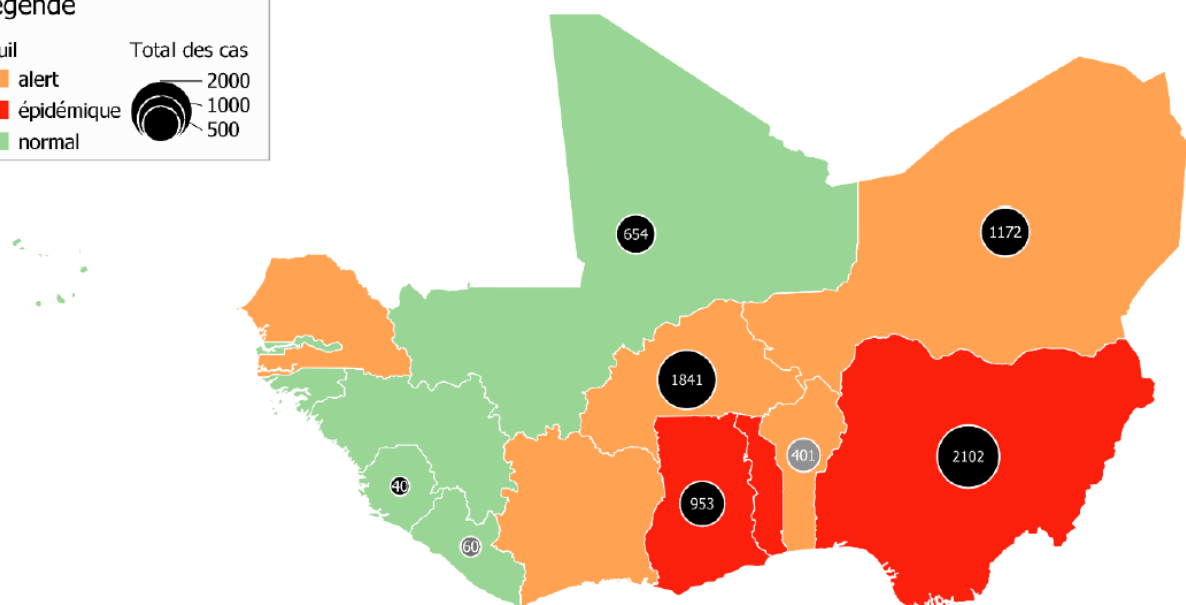 égende
uil
Total des cas
alert
épidémique
normal
2000
1000
500
654
1172
1841
401
2102
40
953
60